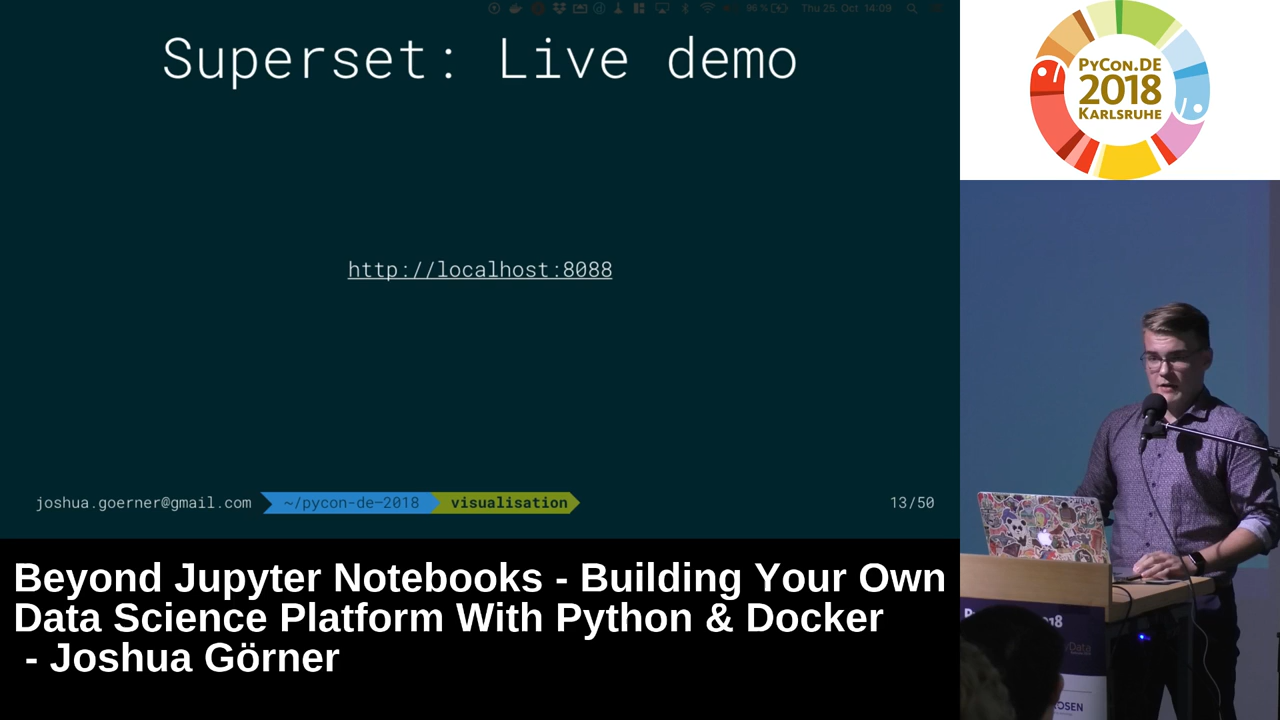 96 %
Thu 25. Oct 14:09
Superset: Live demo
http://localhost:8088
joshua.goerner@gmail.com
~/pycon-de-2018
visualisation
13/50
PYCON.DE
2018
KARLSRUHE
Beyond Jupyter Notebooks - Building Your Own
Data Science Platform With Python & Docker
- Joshua Görner